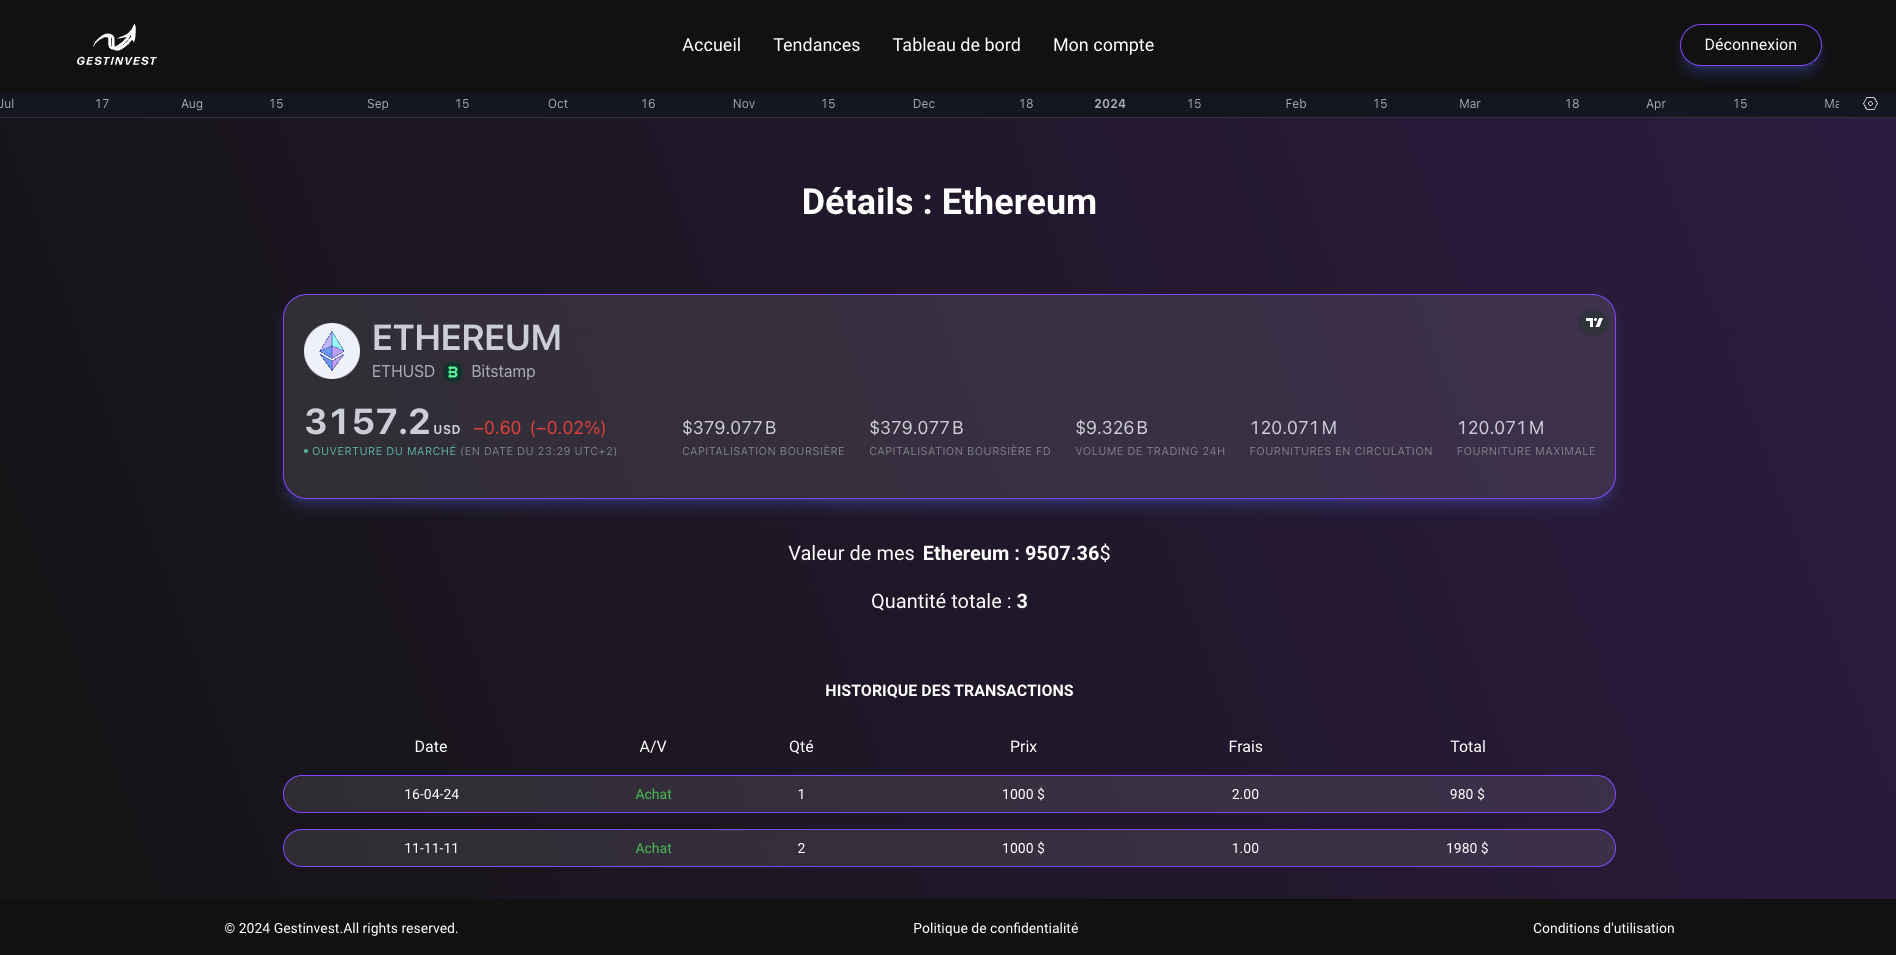 GESTINVEST
Accueil Tendances Tableau de bord Mon compte
Déconnexion
Jul 17 Aug 15 Sep 15 Oct 16 Nov 15 Dec 18 2024 15 Feb 15 Mar 18 Apr 15 Ma
Détails : Ethereum
ETHEREUM
ETHUSD B Bitstamp
3157.2 USD −0.60 (−0.02%) $379.077B $379.077B $9.326B 120.071M 120.071M
• OUVERTURE DU MARCHÉ (EN DATE DU 23:29 UTC+2) CAPITALISATION BOURSIÈRE CAPITALISATION BOURSIÈRE FD VOLUME DE TRADING 24H FOURNITURES EN CIRCULATION FOURNITURE MAXIMALE
Valeur de mes Ethereum : 9507.36$
Quantité totale : 3
HISTORIQUE DES TRANSACTIONS
Date A/V Qté Prix Frais Total
16-04-24 Achat 1 1000 $ 2.00 980 $
11-11-11 Achat 2 1000 $ 1.00 1980 $
© 2024 Gestinvest.All rights reserved. Politique de confidentialité Conditions d'utilisation